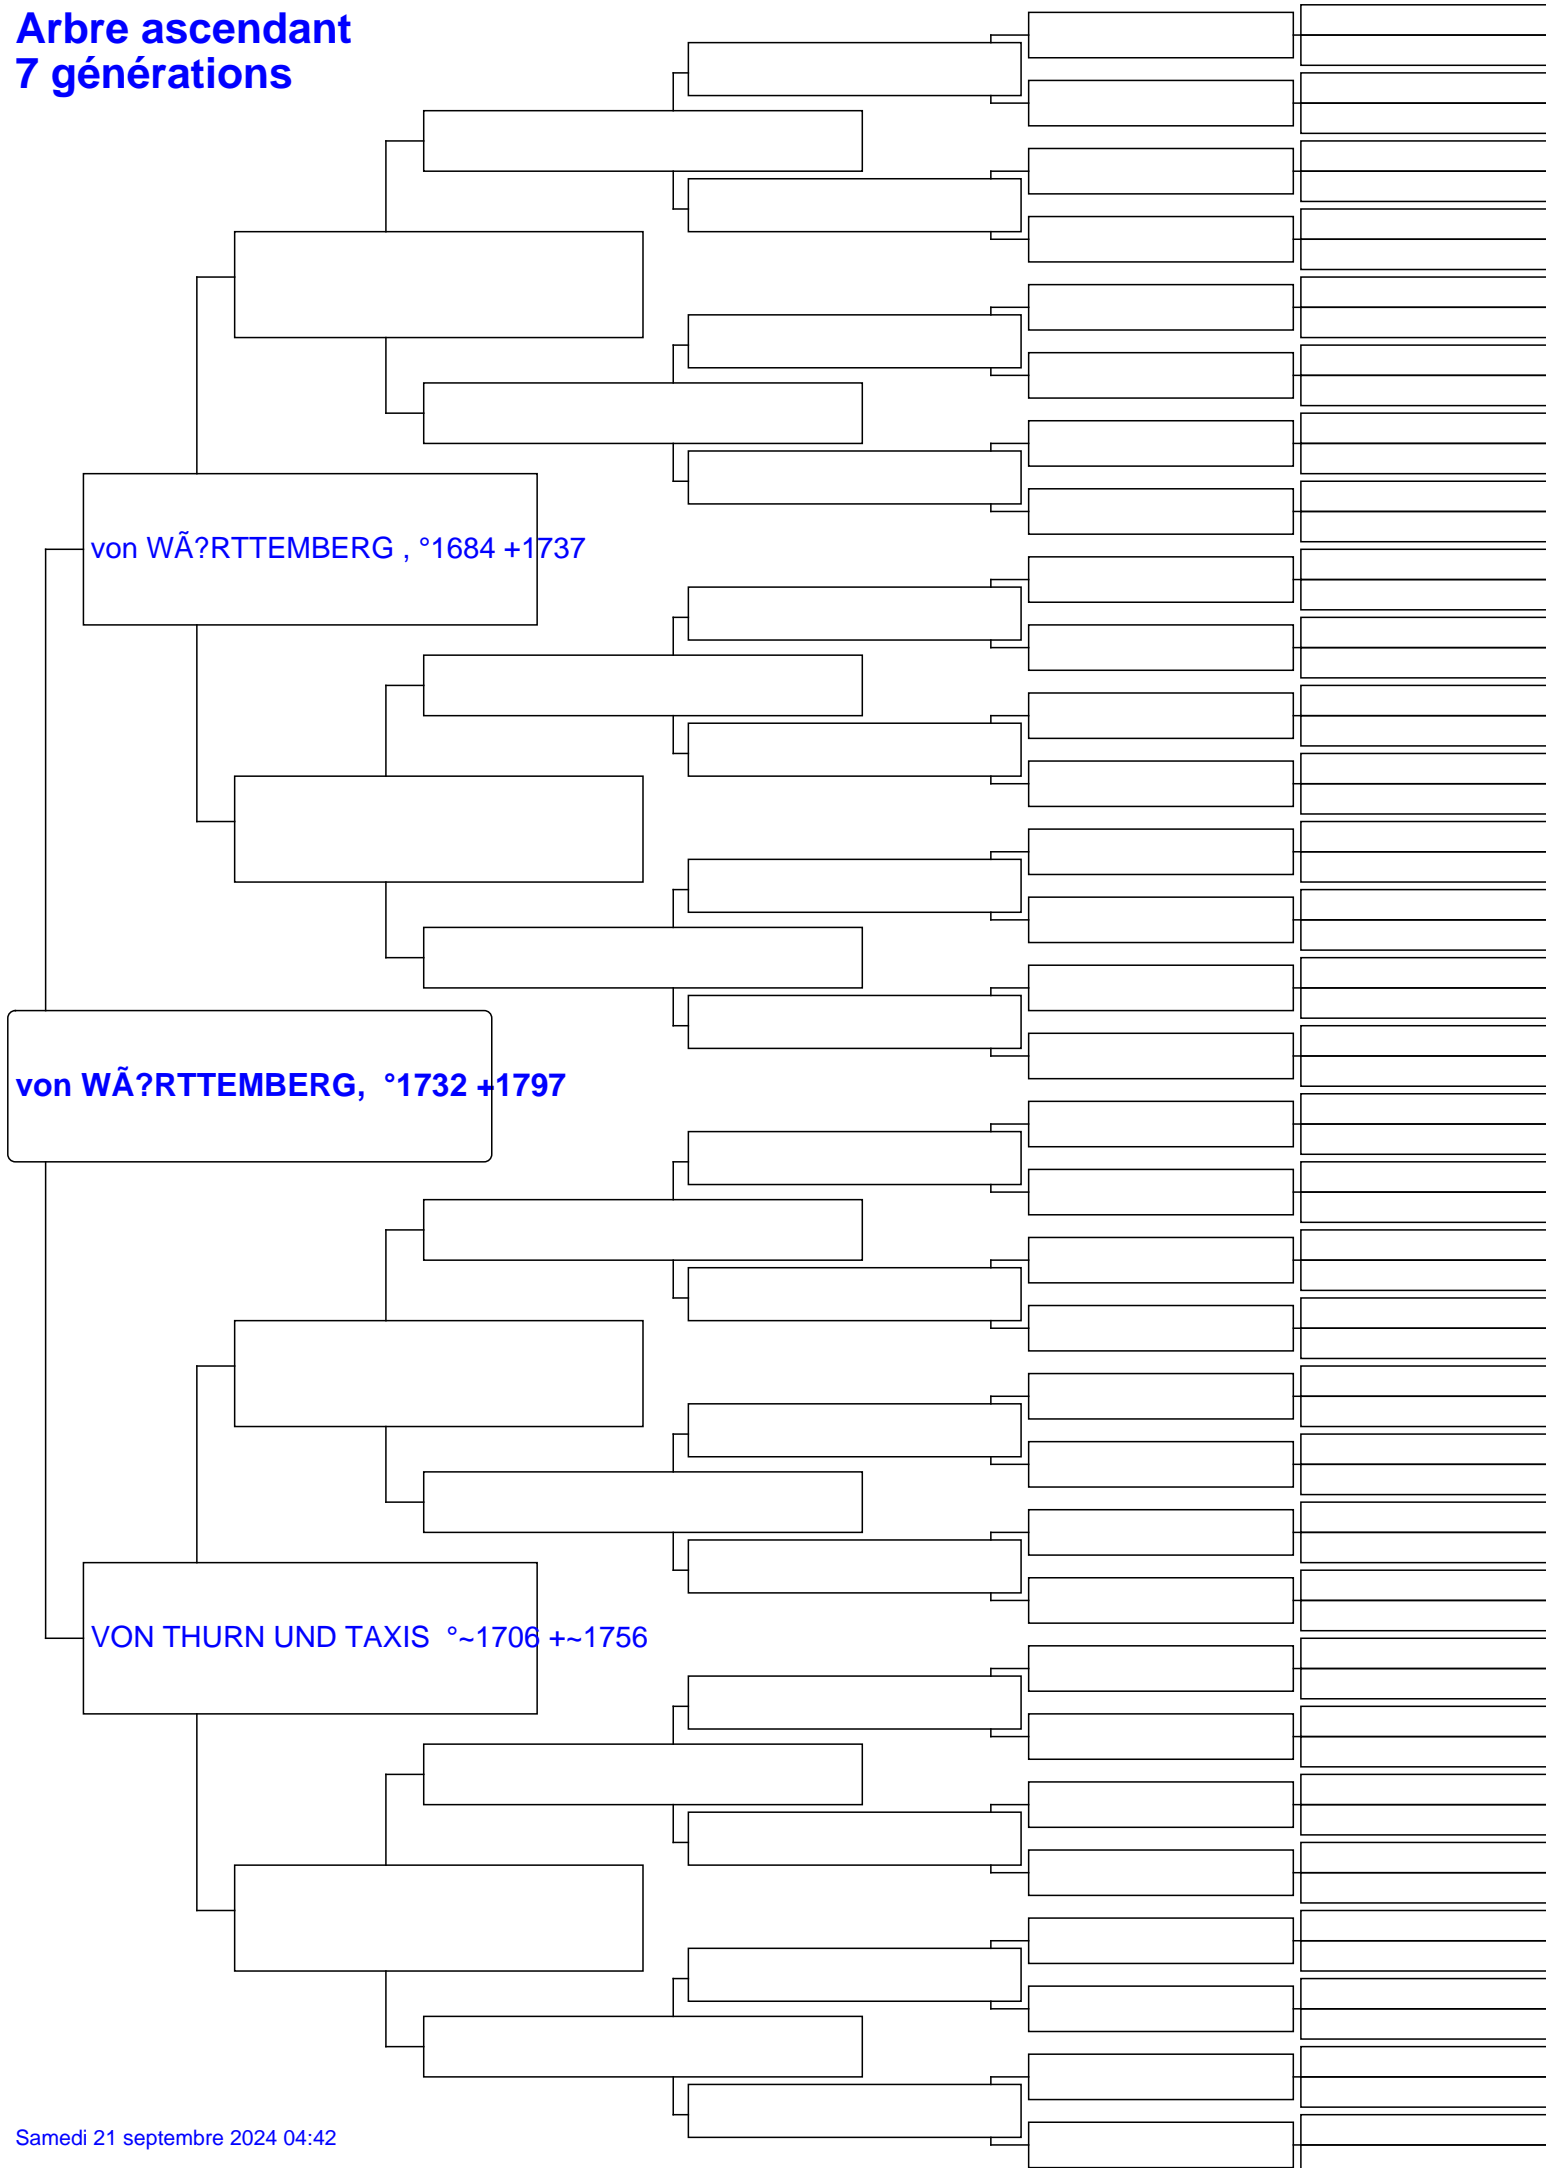 Arbre ascendant
7 générations
von WÃ?RTTEMBERG , °1684 +1737
von WÃ?RTTEMBERG,  °1732 +1797
VON THURN UND TAXIS  °~1706 +~1756
Samedi 21 septembre 2024 04:42